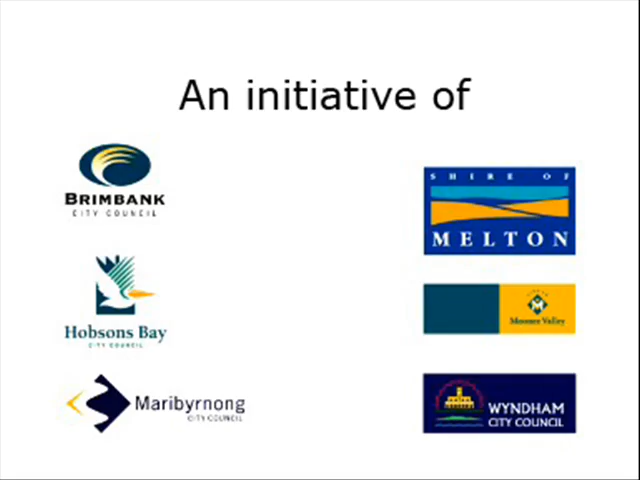 An initiative of
BRIMBANK
CITY COUNCIL
Hobsons Bay
CITY COUNCIL
Maribyrnong
CITY COUNCIL
SHIRE OF
MELTON
Moonee Valley
WYNDHAM
CITY COUNCIL